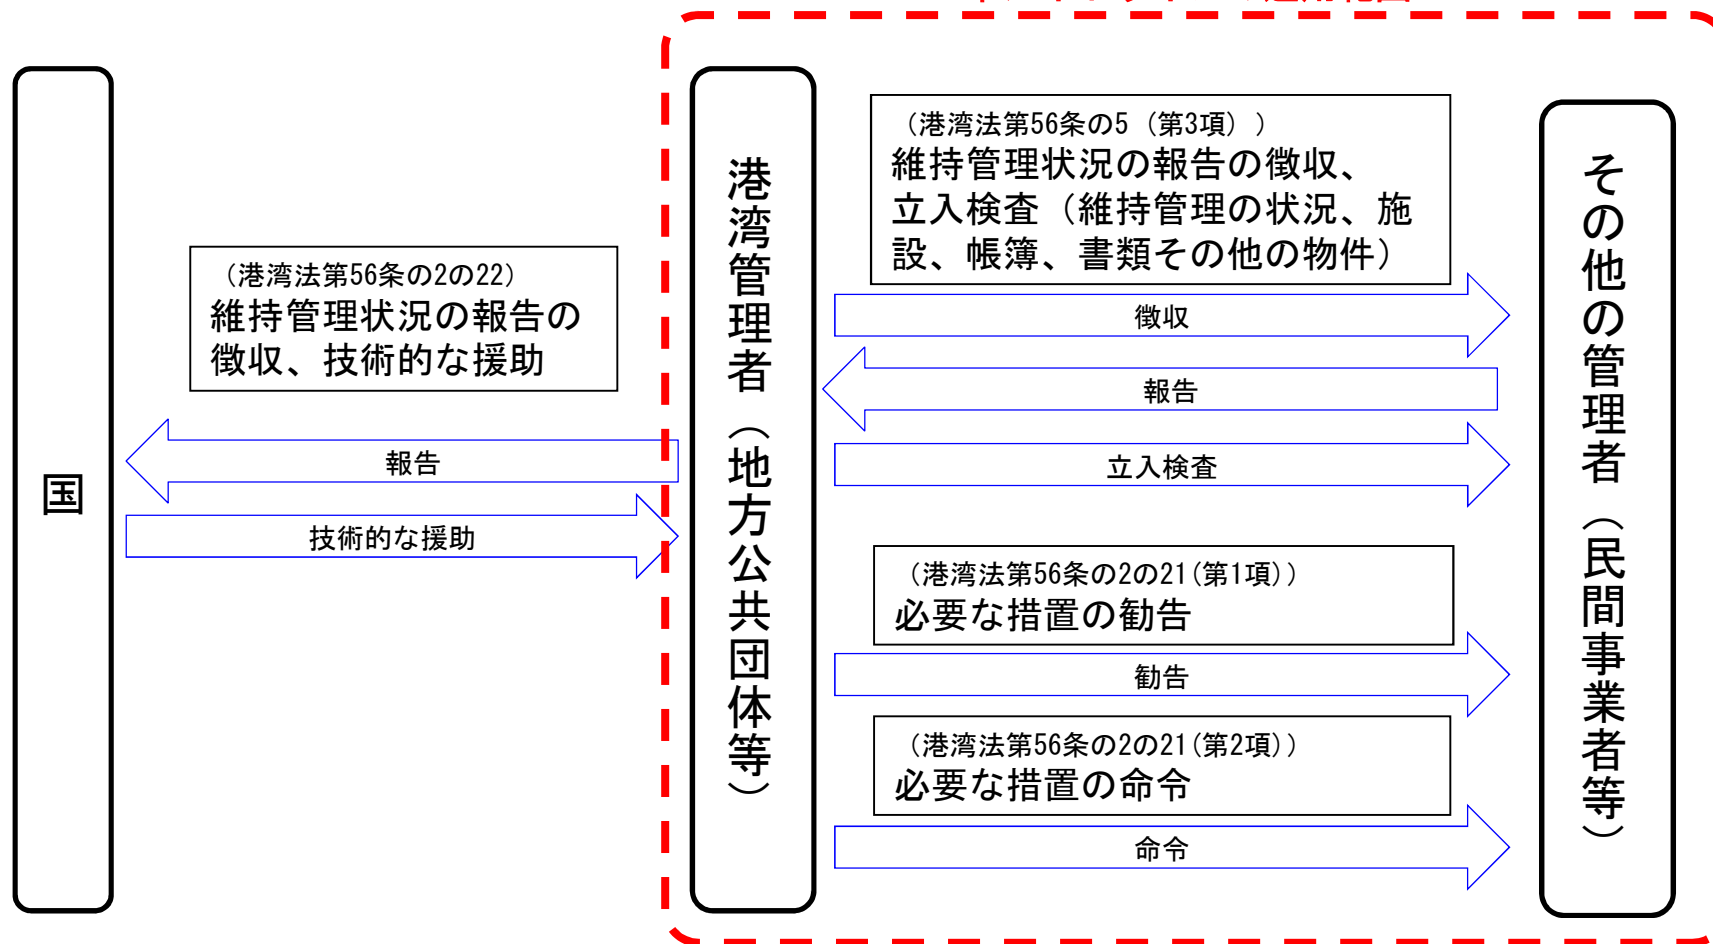 国
（港湾法第56条の2の22）
維持管理状況の報告の
徴収、技術的な援助
報告
技術的な援助
港湾管理者（地方公共団体等）
（港湾法第56条の5（第3項））
維持管理状況の報告の徴収、
立入検査（維持管理の状況、施
設、帳簿、書類その他の物件）
徴収
報告
立入検査
（港湾法第56条の2の21(第1項)）
必要な措置の勧告
勧告
（港湾法第56条の2の21(第2項)）
必要な措置の命令
命令
その他の管理者（民間事業者等）